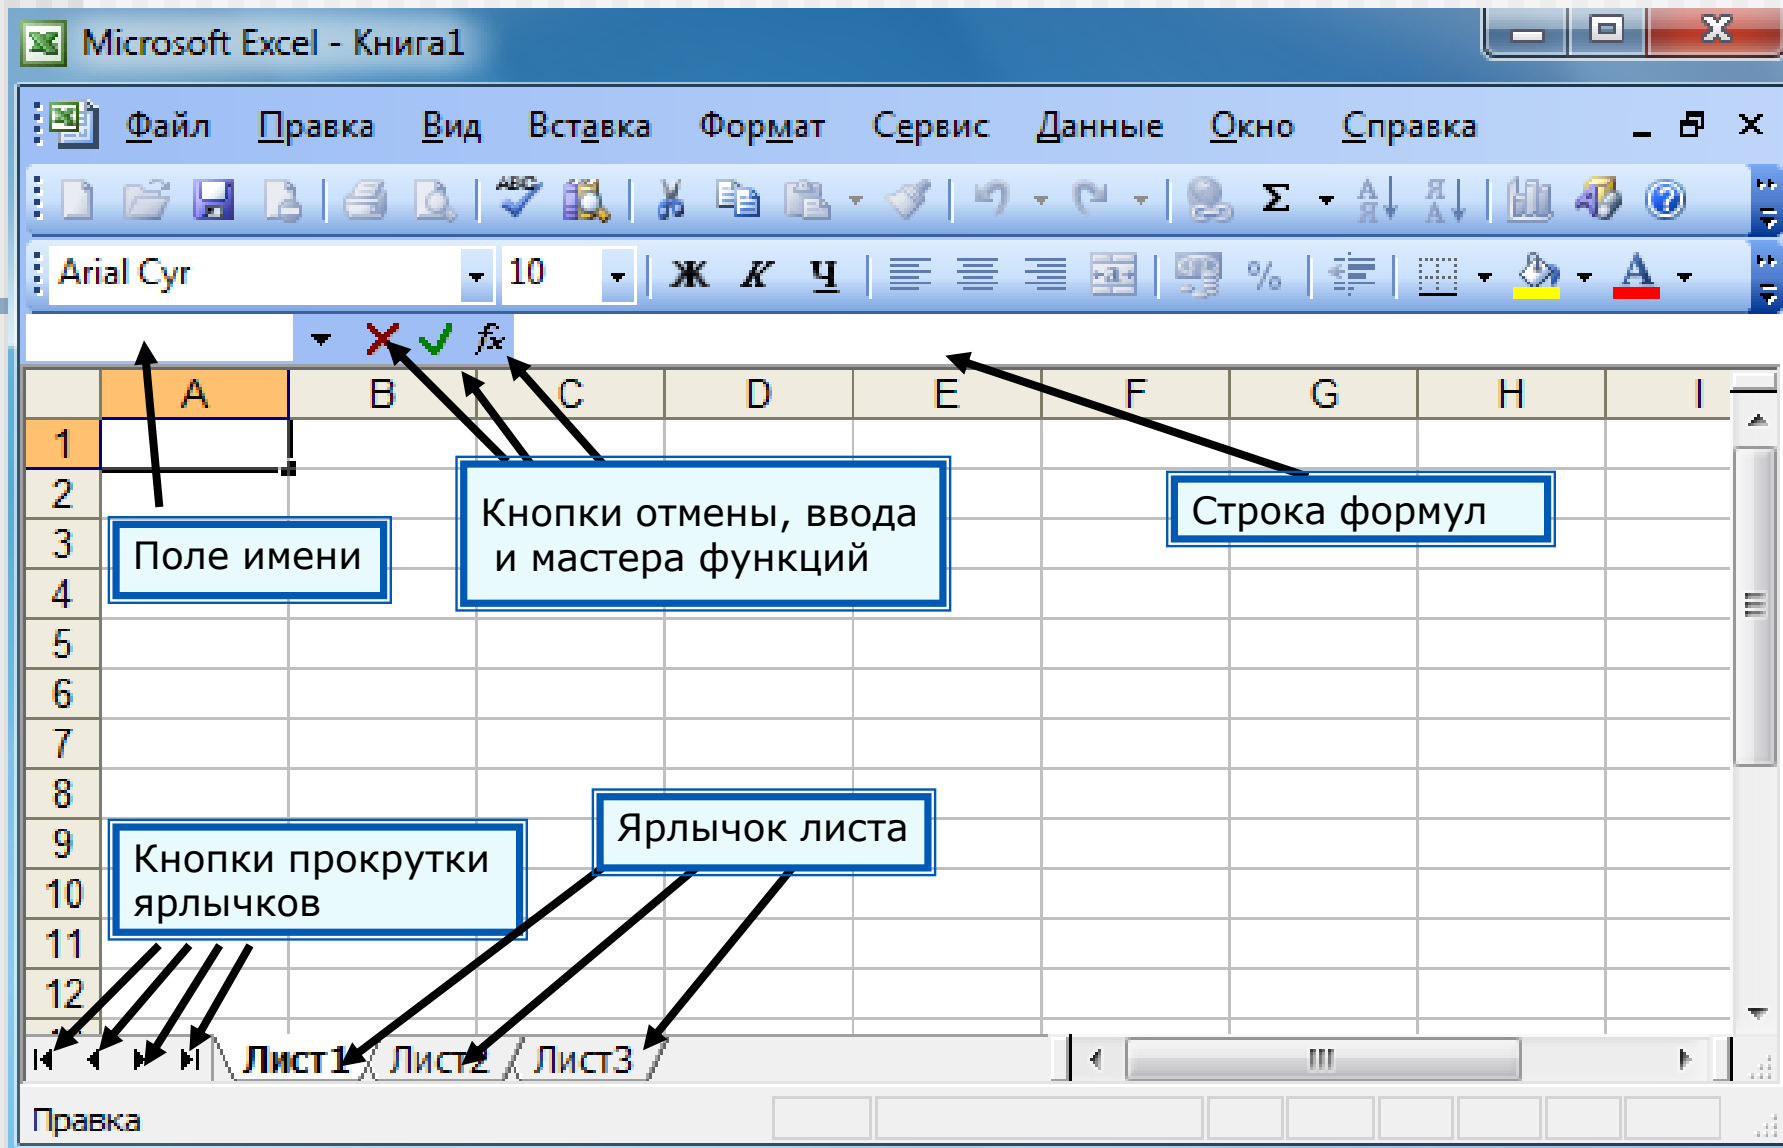 Microsoft Excel - Книга1
Файл Правка Вид Вставка Формат Сервис Данные Окно Справка
ABC Σ А Я Я А
Arial Cyr 10 Ж К Ч a % A
fx
A B C D E F G H I
1
2
Кнопки отмены, ввода
Строка формул
3
Поле имени
и мастера функций
4
5
6
7
8
Ярлычок листа
9
Кнопки прокрутки
10
ярлычков
11
12
Лист1 Лист2 Лист3
Правка